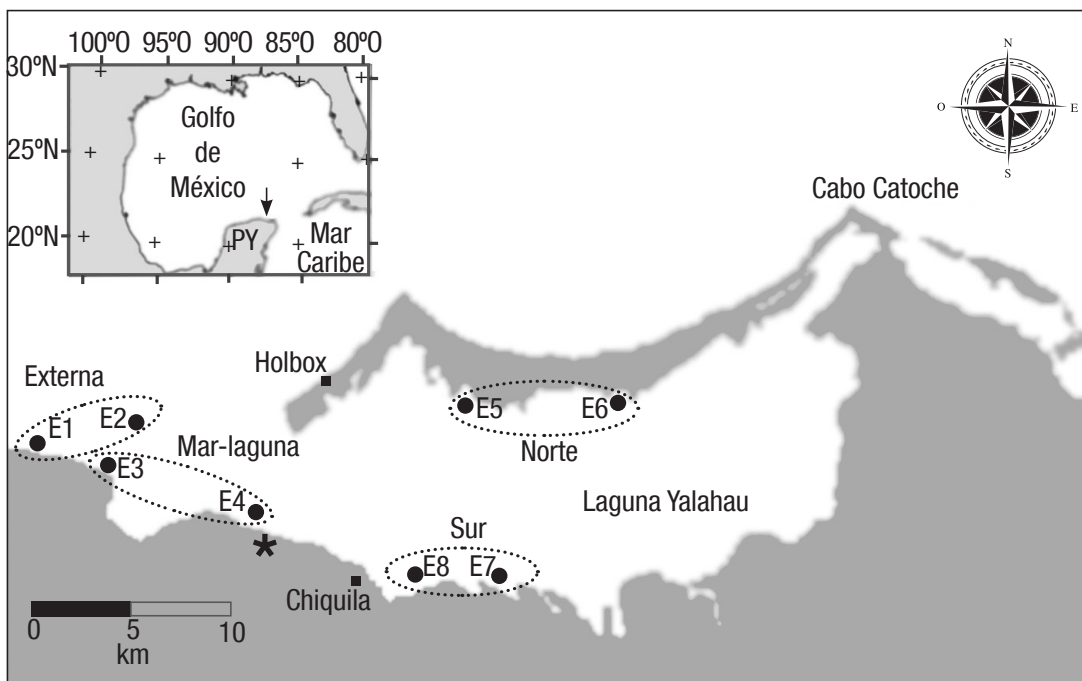 100ºO 95ºO 90ºO 85ºO 80ºO
30ºN
25ºN
20ºN
Golfo
de
México
PY
Mar
Caribe
N
O
E
S
Cabo Catoche
Holbox
Externa
E1
E2
Mar-laguna
E3
E4
*
E5
E6
Norte
Laguna Yalahau
Sur
E8
E7
Chiquila
0 5 10
km